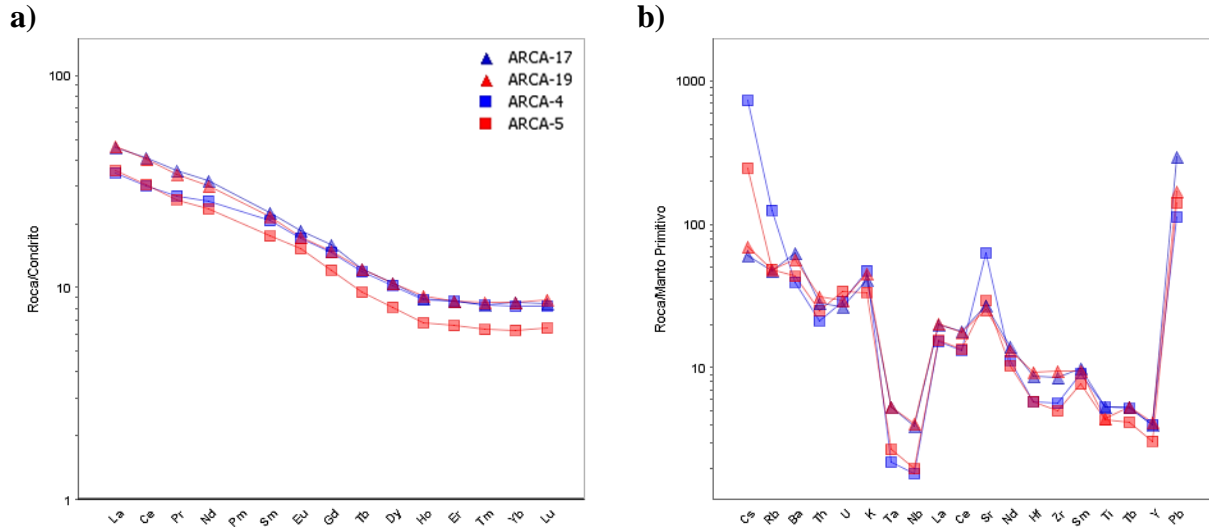 a)
Roca/Condrito
100
10
1
ARCA-17
ARCA-19
ARCA-4
ARCA-5
La Ce Pr Nd Pm Sm Eu Gd Tb Dy Ho Er Tm Yb Lu
b)
Roca/Manto Primitivo
1000
100
10
Cs Rb Ba Th U K Ta Nb La Ce Sr Nd Hf Zr Sm Ti Tb Y Pb